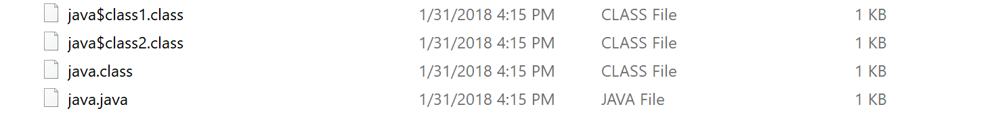 java$class1.class 1/31/2018 4:15 PM CLASS File 1 KB
java$class2.class 1/31/2018 4:15 PM CLASS File 1 KB
java.class 1/31/2018 4:15 PM CLASS File 1 KB
java.java 1/31/2018 4:15 PM JAVA File 1 KB